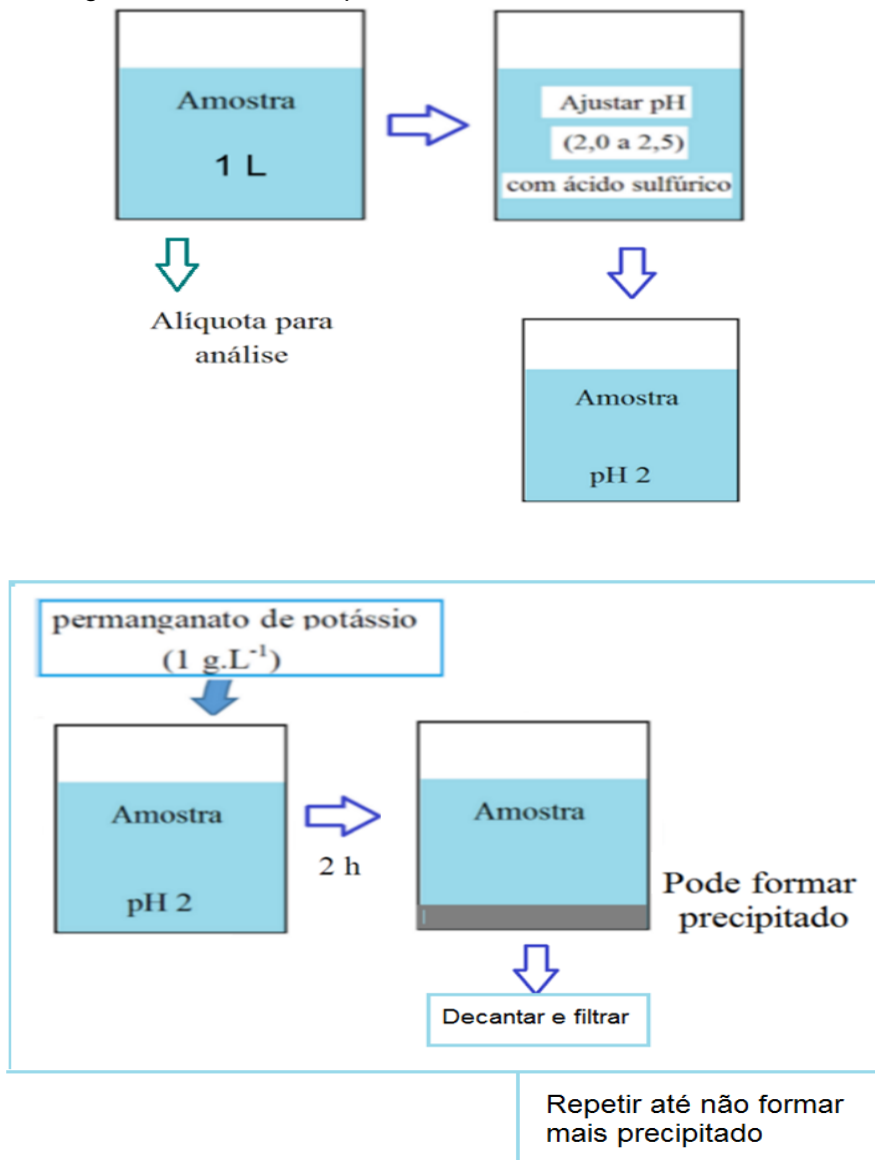 Amostra
1 L
Ajustar pH
(2,0 a 2,5)
com ácido sulfúrico
Alíquota para
análise
Amostra
pH 2
permanganato de potássio
(1 g.L⁻¹)
Amostra
pH 2
2 h
Amostra
Pode formar
precipitado
Decantar e filtrar
Repetir até não formar
mais precipitado